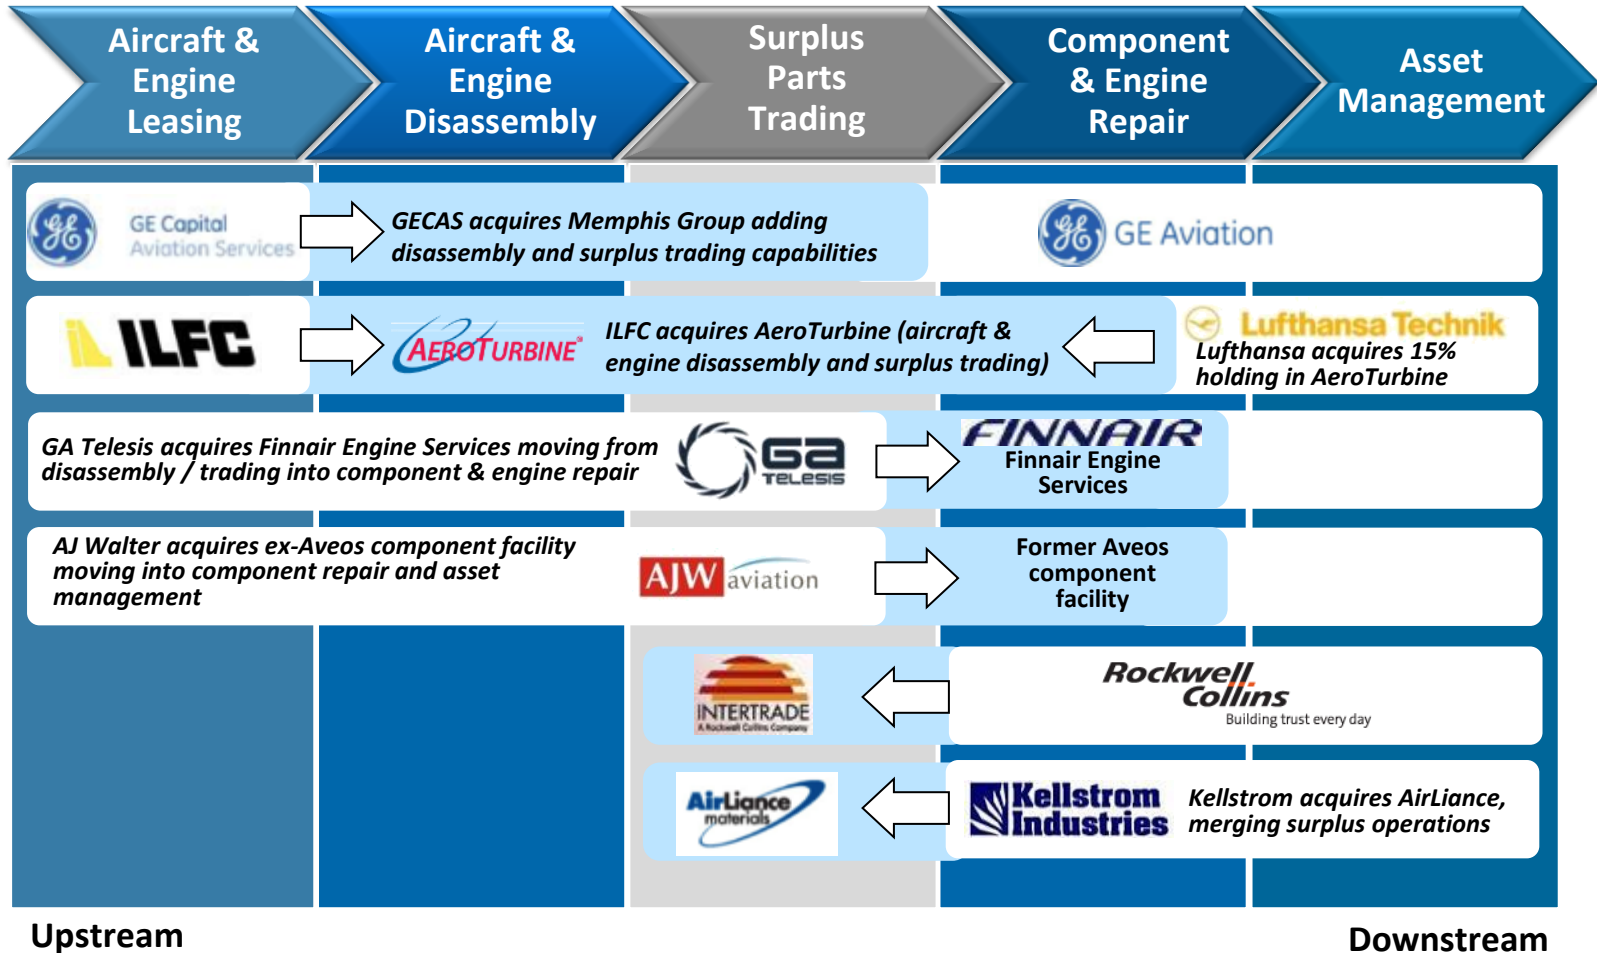 Aircraft &
Engine
Leasing
Aircraft &
Engine
Disassembly
Surplus
Parts
Trading
Component
& Engine
Repair
Asset
Management
GE
GE Capital
Aviation Services
GECAS acquires Memphis Group adding
disassembly and surplus trading capabilities
GE
GE Aviation
ILFC
AEROTURBINE®
ILFC acquires AeroTurbine (aircraft &
engine disassembly and surplus trading)
Lufthansa Technik
Lufthansa acquires 15%
holding in AeroTurbine
GA Telesis acquires Finnair Engine Services moving from
disassembly / trading into component & engine repair
GA
TELESIS
FINNAIR
Finnair Engine
Services
AJ Walter acquires ex-Aveos component facility
moving into component repair and asset
management
AJW aviation
Former Aveos
component
facility
INTERTRADE
A Rockwell Collins Company
Rockwell
Collins
Building trust every day
AirLiance
materials
Kellstrom
Industries
Kellstrom acquires AirLiance,
merging surplus operations
Upstream
Downstream